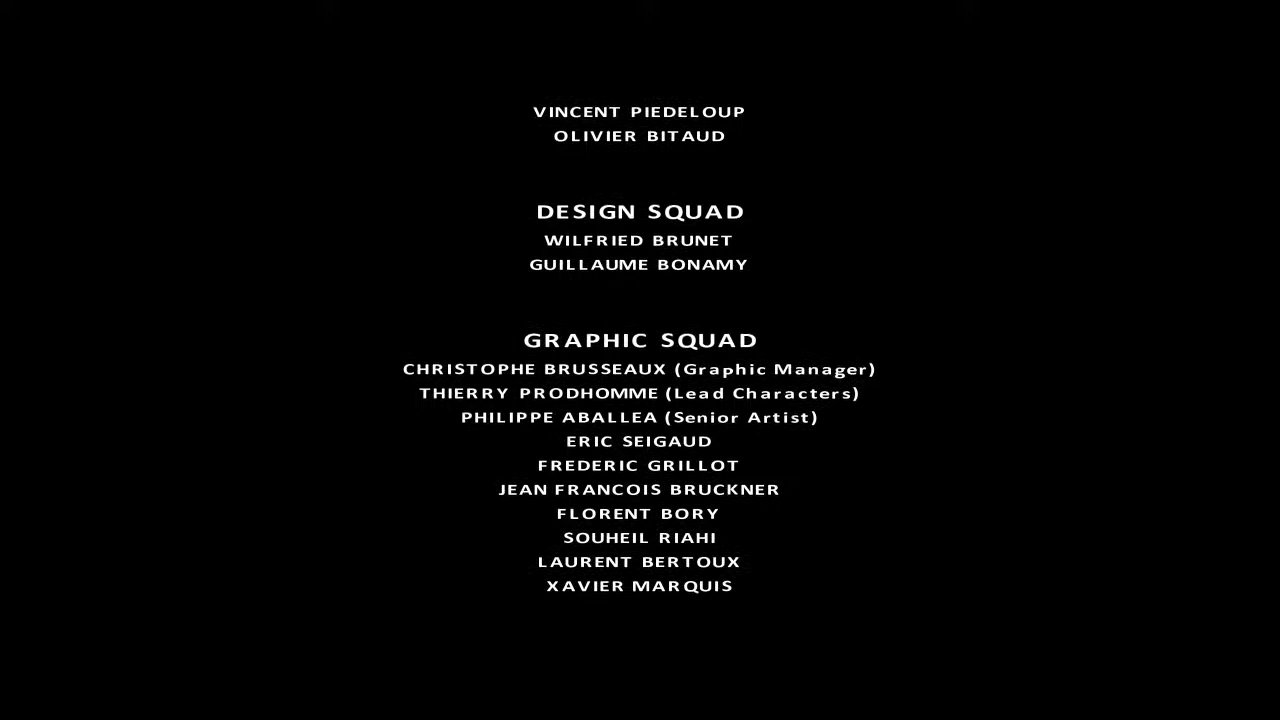 VINCENT PIEDELOUP
OLIVIER BITAUD
DESIGN SQUAD
WILFRIED BRUNET
GUILLAUME BONAMY
GRAPHIC SQUAD
CHRISTOPHE BRUSSEAUX (Graphic Manager)
THIERRY PRODHOMME (Lead Characters)
PHILIPPE ABALLEA (Senior Artist)
ERIC SEIGAUD
FREDERIC GRILLOT
JEAN FRANCOIS BRUCKNER
FLORENT BORY
SOUHEIL RIAHI
LAURENT BERTOUX
XAVIER MARQUIS